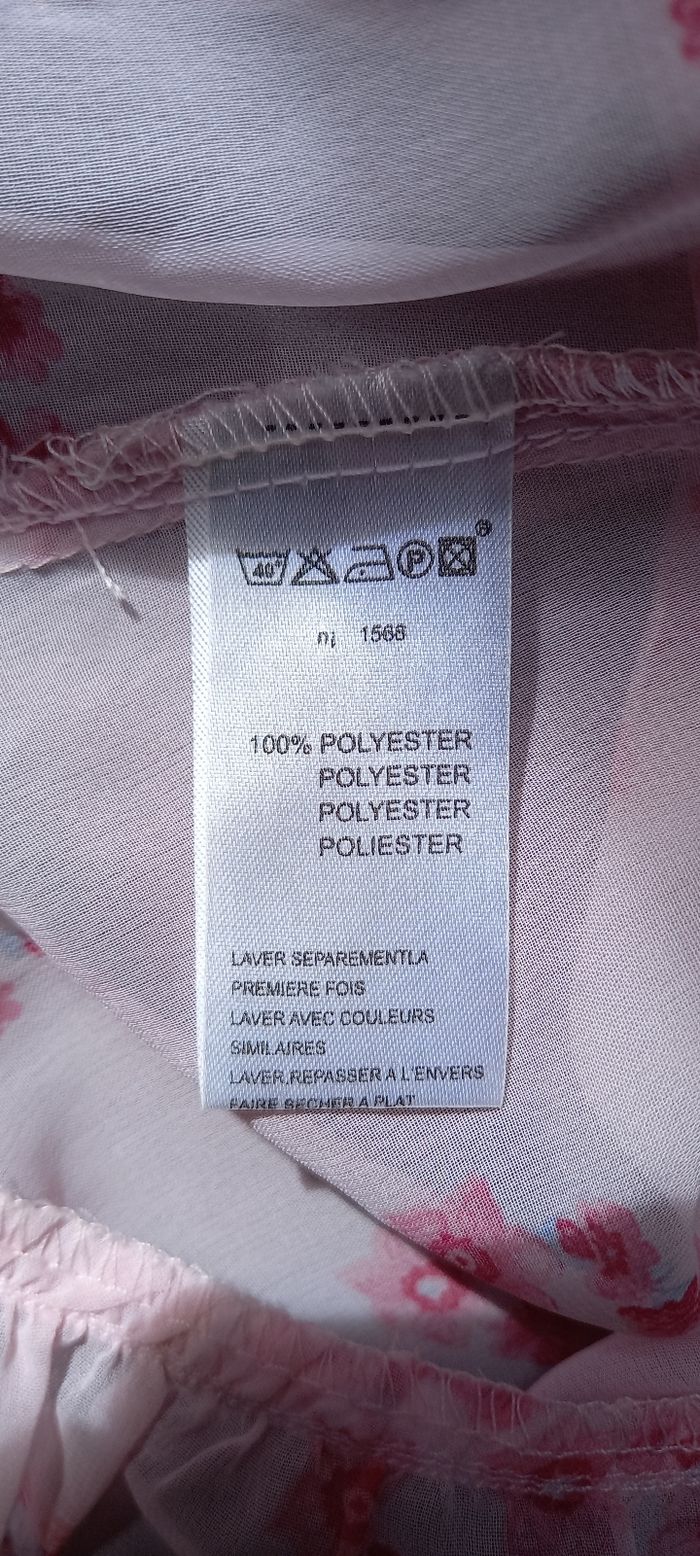 40°
P
®
n¡ 1568
100% POLYESTER
POLYESTER
POLYESTER
POLIESTER
LAVER SEPAREMENTLA
PREMIERE FOIS
LAVER AVEC COULEURS
SIMILAIRES
LAVER.REPASSER A L'ENVERS
FAIRE SECHER A PLAT